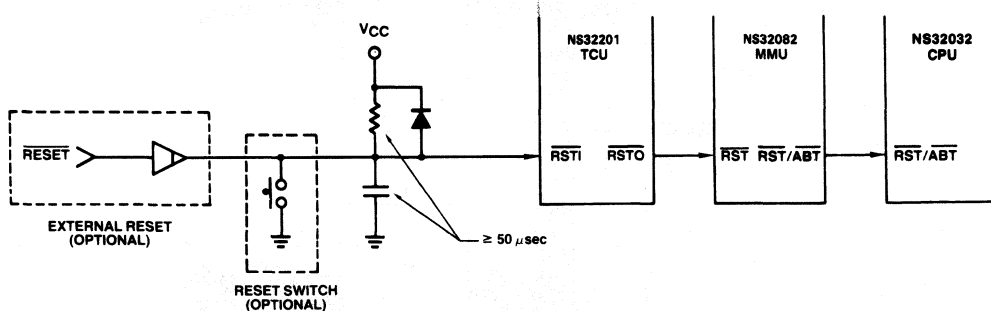 VCC
NS32201
TCU
NS32082
MMU
NS32032
CPU
RESET
RSTI RSTO
RST RST/ABT
RST/ABT
EXTERNAL RESET
(OPTIONAL)
≥ 50 μsec
RESET SWITCH
(OPTIONAL)